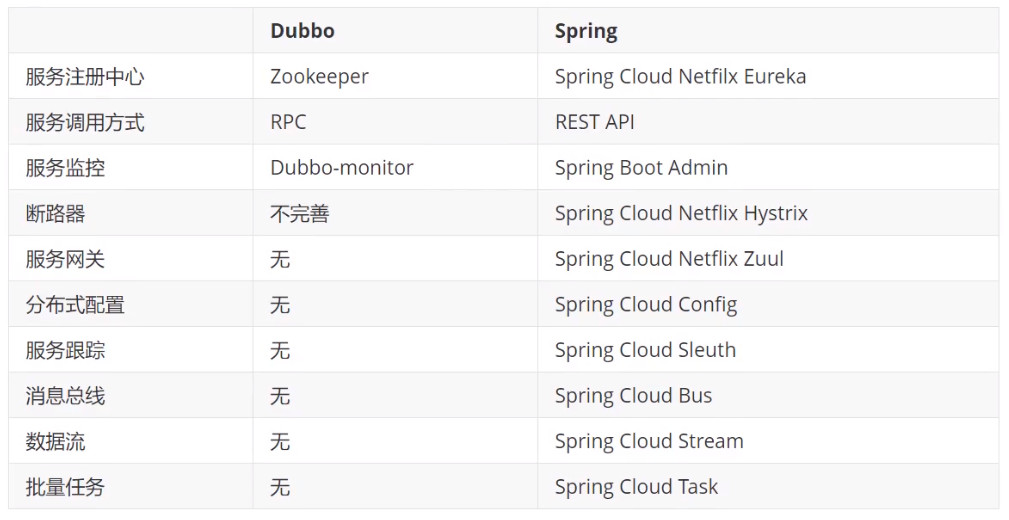 Dubbo Spring
服务注册中心 Zookeeper Spring Cloud Netfilx Eureka
服务调用方式 RPC REST API
服务监控 Dubbo-monitor Spring Boot Admin
断路器 不完善 Spring Cloud Netflix Hystrix
服务网关 无 Spring Cloud Netflix Zuul
分布式配置 无 Spring Cloud Config
服务跟踪 无 Spring Cloud Sleuth
消息总线 无 Spring Cloud Bus
数据流 无 Spring Cloud Stream
批量任务 无 Spring Cloud Task